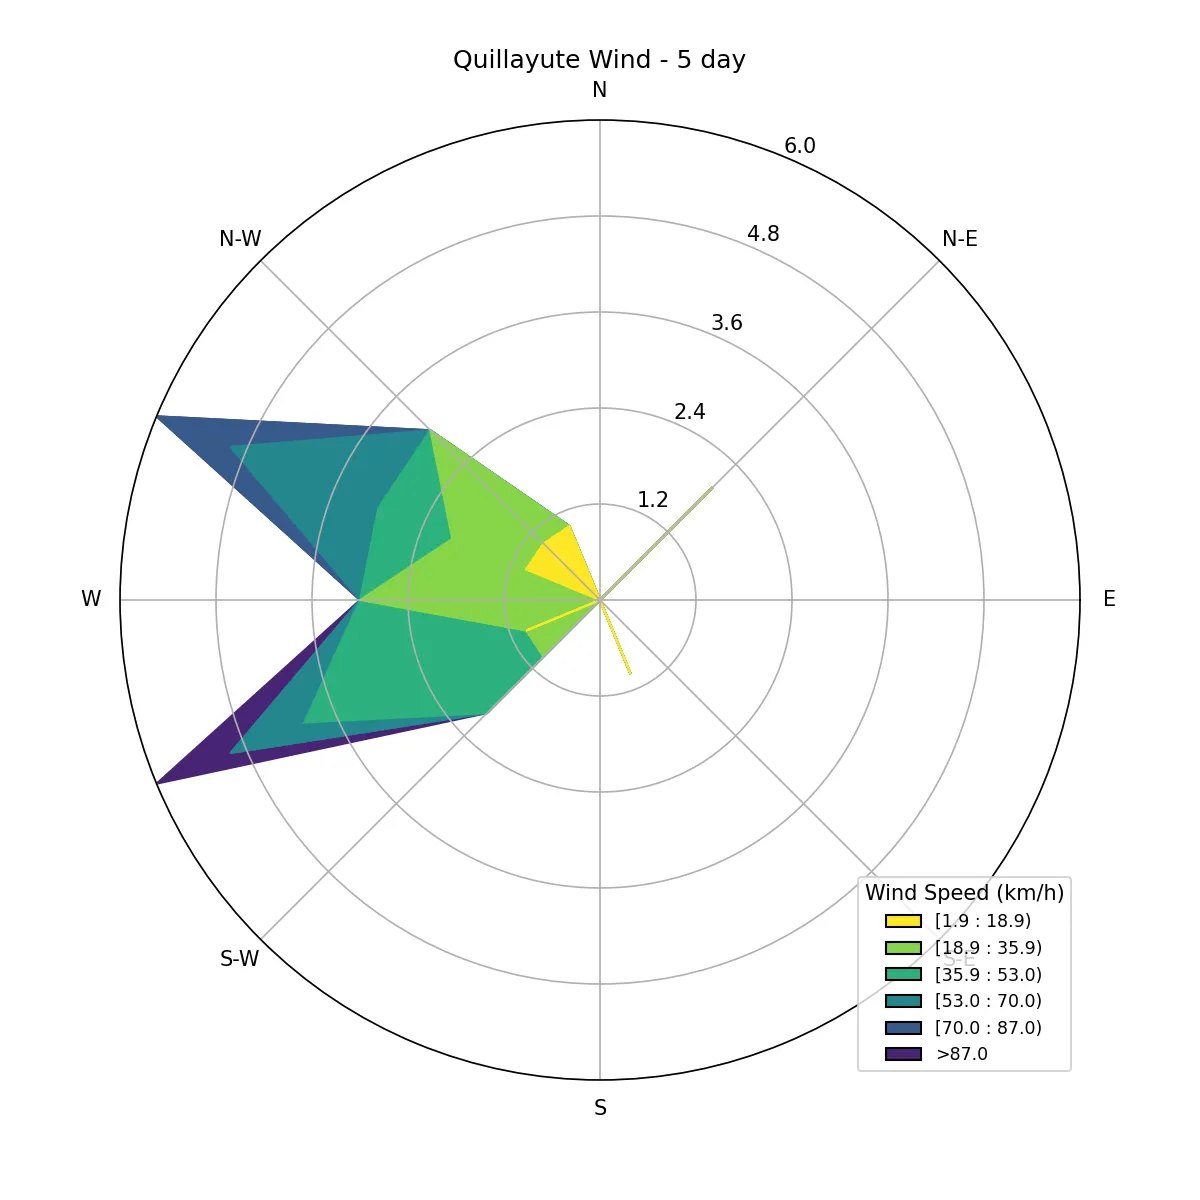 Quillayute Wind - 5 day
N
6.0
N-W
N-E
4.8
3.6
2.4
1.2
W
E
Wind Speed (km/h)
[1.9 : 18.9)
[18.9 : 35.9)
S-W
S-E
[35.9 : 53.0)
[53.0 : 70.0)
[70.0 : 87.0)
>87.0
S